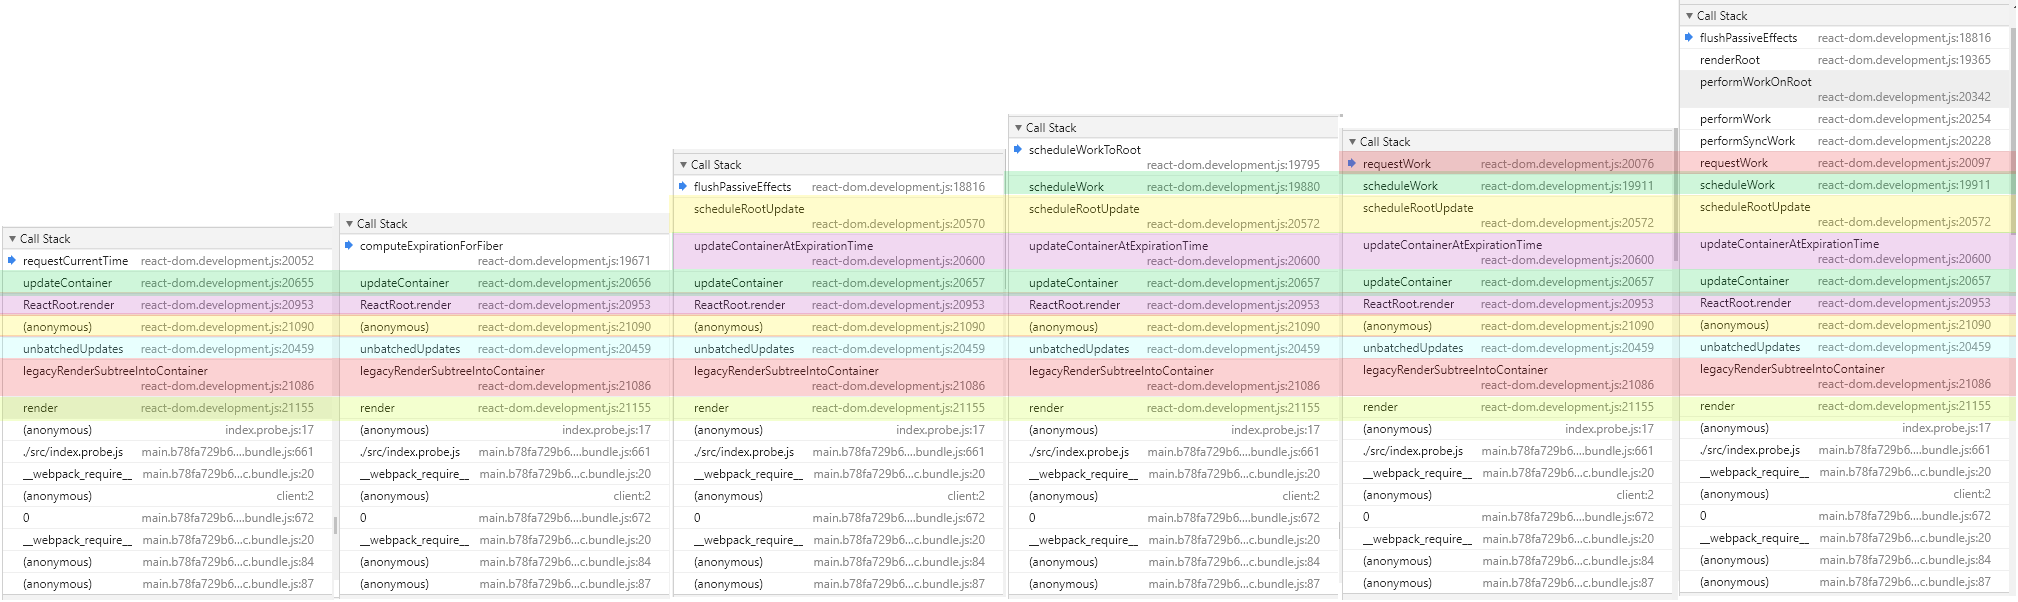 ▼ Call Stack
requestCurrentTime react-dom.development.js:20052
updateContainer react-dom.development.js:20655
ReactRoot.render react-dom.development.js:20953
(anonymous) react-dom.development.js:21090
unbatchedUpdates react-dom.development.js:20459
legacyRenderSubtreeIntoContainer
react-dom.development.js:21086
render react-dom.development.js:21155
(anonymous) index.probe.js:17
./src/index.probe.js main.b78fa729b6....bundle.js:661
__webpack_require__ main.b78fa729b6...c.bundle.js:20
(anonymous) client:2
0 main.b78fa729b6....bundle.js:672
__webpack_require__ main.b78fa729b6...c.bundle.js:20
(anonymous) main.b78fa729b6...c.bundle.js:84
(anonymous) main.b78fa729b6...c.bundle.js:87
▼ Call Stack
computeExpirationForFiber
react-dom.development.js:19671
updateContainer react-dom.development.js:20656
ReactRoot.render react-dom.development.js:20953
(anonymous) react-dom.development.js:21090
unbatchedUpdates react-dom.development.js:20459
legacyRenderSubtreeIntoContainer
react-dom.development.js:21086
render react-dom.development.js:21155
(anonymous) index.probe.js:17
./src/index.probe.js main.b78fa729b6....bundle.js:661
__webpack_require__ main.b78fa729b6...c.bundle.js:20
(anonymous) client:2
0 main.b78fa729b6....bundle.js:672
__webpack_require__ main.b78fa729b6...c.bundle.js:20
(anonymous) main.b78fa729b6...c.bundle.js:84
(anonymous) main.b78fa729b6...c.bundle.js:87
▼ Call Stack
flushPassiveEffects react-dom.development.js:18816
scheduleRootUpdate
react-dom.development.js:20570
updateContainerAtExpirationTime
react-dom.development.js:20600
updateContainer react-dom.development.js:20657
ReactRoot.render react-dom.development.js:20953
(anonymous) react-dom.development.js:21090
unbatchedUpdates react-dom.development.js:20459
legacyRenderSubtreeIntoContainer
react-dom.development.js:21086
render react-dom.development.js:21155
(anonymous) index.probe.js:17
./src/index.probe.js main.b78fa729b6....bundle.js:661
__webpack_require__ main.b78fa729b6...c.bundle.js:20
(anonymous) client:2
0 main.b78fa729b6....bundle.js:672
__webpack_require__ main.b78fa729b6...c.bundle.js:20
(anonymous) main.b78fa729b6...c.bundle.js:84
(anonymous) main.b78fa729b6...c.bundle.js:87
▼ Call Stack
scheduleWorkToRoot
react-dom.development.js:19795
scheduleWork react-dom.development.js:19880
scheduleRootUpdate
react-dom.development.js:20572
updateContainerAtExpirationTime
react-dom.development.js:20600
updateContainer react-dom.development.js:20657
ReactRoot.render react-dom.development.js:20953
(anonymous) react-dom.development.js:21090
unbatchedUpdates react-dom.development.js:20459
legacyRenderSubtreeIntoContainer
react-dom.development.js:21086
render react-dom.development.js:21155
(anonymous) index.probe.js:17
./src/index.probe.js main.b78fa729b6....bundle.js:661
__webpack_require__ main.b78fa729b6...c.bundle.js:20
(anonymous) client:2
0 main.b78fa729b6....bundle.js:672
__webpack_require__ main.b78fa729b6...c.bundle.js:20
(anonymous) main.b78fa729b6...c.bundle.js:84
(anonymous) main.b78fa729b6...c.bundle.js:87
▼ Call Stack
requestWork react-dom.development.js:20076
scheduleWork react-dom.development.js:19911
scheduleRootUpdate
react-dom.development.js:20572
updateContainerAtExpirationTime
react-dom.development.js:20600
updateContainer react-dom.development.js:20657
ReactRoot.render react-dom.development.js:20953
(anonymous) react-dom.development.js:21090
unbatchedUpdates react-dom.development.js:20459
legacyRenderSubtreeIntoContainer
react-dom.development.js:21086
render react-dom.development.js:21155
(anonymous) index.probe.js:17
./src/index.probe.js main.b78fa729b6....bundle.js:661
__webpack_require__ main.b78fa729b6...c.bundle.js:20
(anonymous) client:2
0 main.b78fa729b6....bundle.js:672
__webpack_require__ main.b78fa729b6...c.bundle.js:20
(anonymous) main.b78fa729b6...c.bundle.js:84
(anonymous) main.b78fa729b6...c.bundle.js:87
▼ Call Stack
flushPassiveEffects react-dom.development.js:18816
renderRoot react-dom.development.js:19365
performWorkOnRoot
react-dom.development.js:20342
performWork react-dom.development.js:20254
performSyncWork react-dom.development.js:20228
requestWork react-dom.development.js:20097
scheduleWork react-dom.development.js:19911
scheduleRootUpdate
react-dom.development.js:20572
updateContainerAtExpirationTime
react-dom.development.js:20600
updateContainer react-dom.development.js:20657
ReactRoot.render react-dom.development.js:20953
(anonymous) react-dom.development.js:21090
unbatchedUpdates react-dom.development.js:20459
legacyRenderSubtreeIntoContainer
react-dom.development.js:21086
render react-dom.development.js:21155
(anonymous) index.probe.js:17
./src/index.probe.js main.b78fa729b6....bundle.js:661
__webpack_require__ main.b78fa729b6...c.bundle.js:20
(anonymous) client:2
0 main.b78fa729b6....bundle.js:672
__webpack_require__ main.b78fa729b6...c.bundle.js:20
(anonymous) main.b78fa729b6...c.bundle.js:84
(anonymous) main.b78fa729b6...c.bundle.js:87